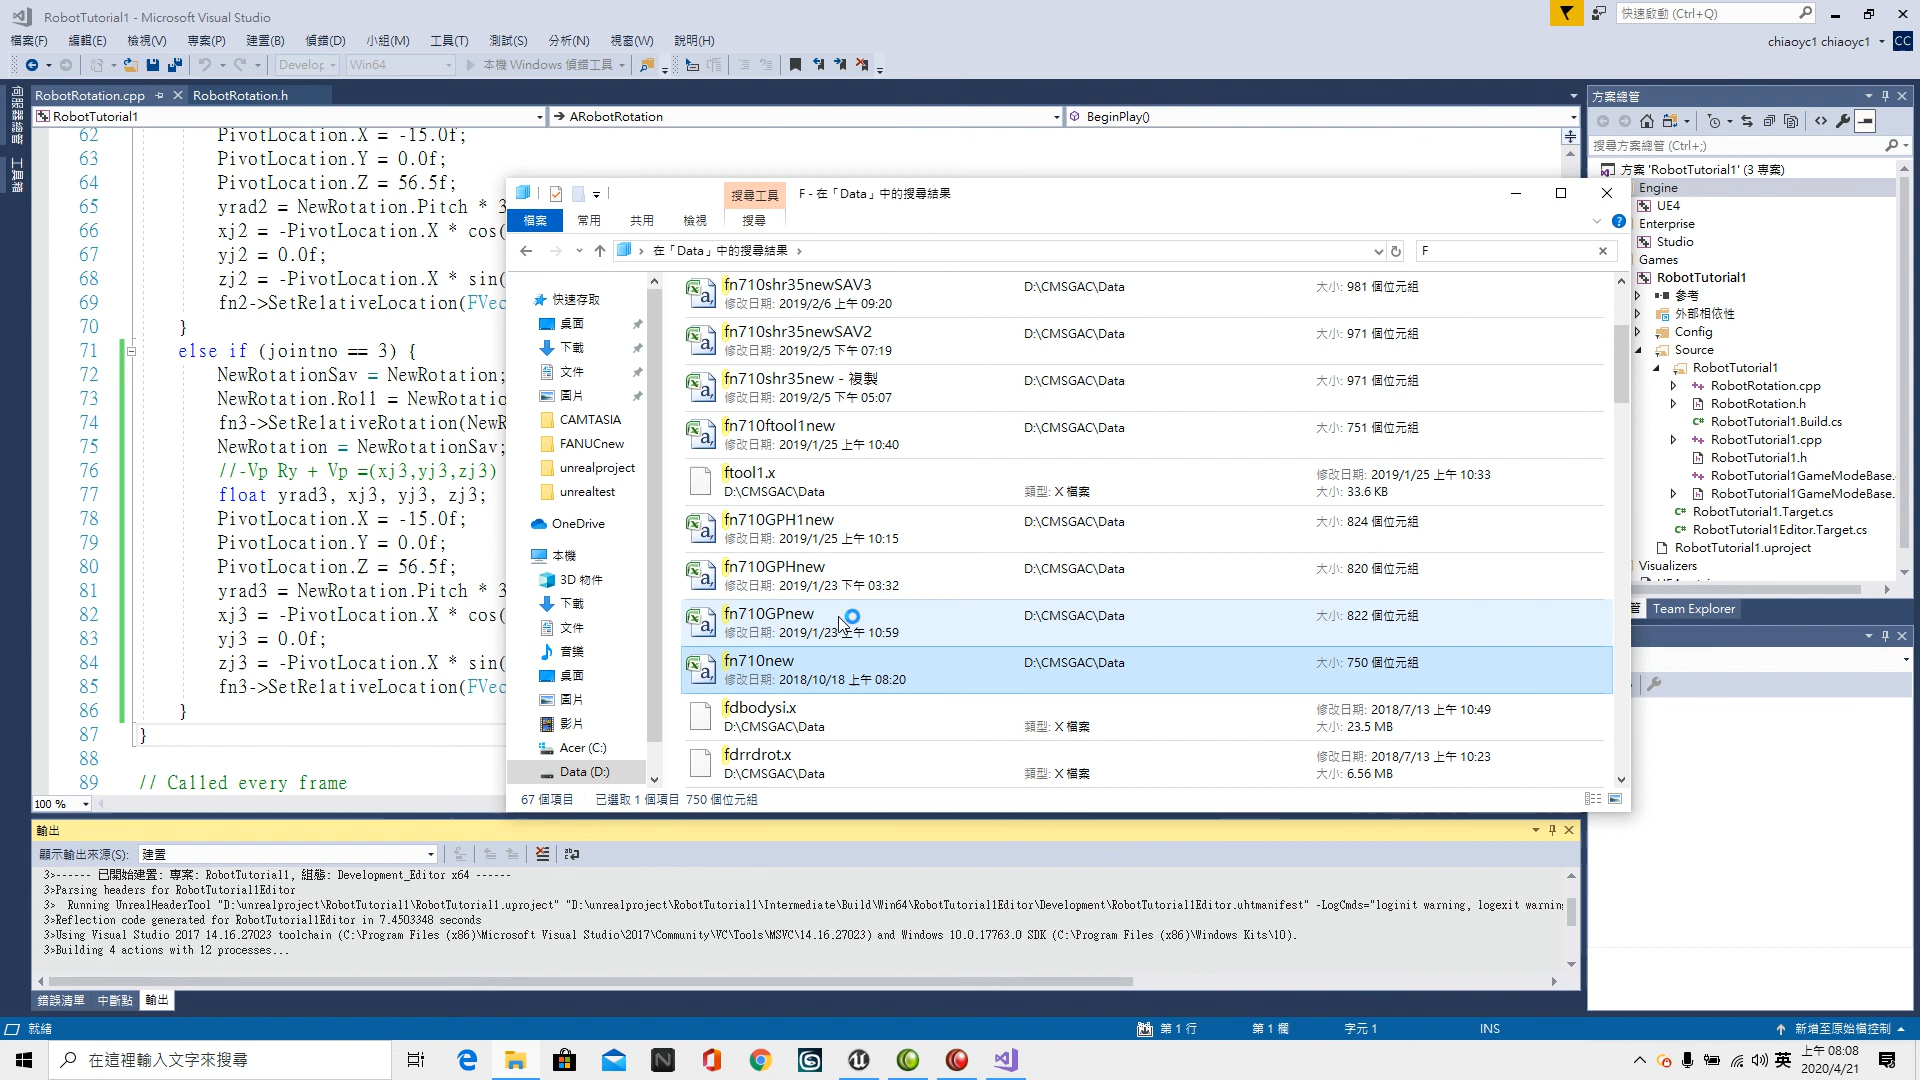 RobotTutorial1 - Microsoft Visual Studio
快速啟動 (Ctrl+Q)
檔案(F) 編輯(E) 檢視(V) 專案(P) 建置(B) 偵錯(D) 小組(M) 工具(T) 測試(S) 分析(N) 視窗(W) 說明(H)
chiaoyc1 chiaoyc1 CC
Develop Win64 本機 Windows 偵錯工具
伺服器總管 工具箱
RobotRotation.cpp RobotRotation.h
RobotTutorial1 ARobotRotation BeginPlay()
62 PivotLocation.X = -15.0f;
63 PivotLocation.Y = 0.0f;
64 PivotLocation.Z = 56.5f;
65 yrad2 = NewRotation.Pitch * 3
66 xj2 = -PivotLocation.X * cos(
67 yj2 = 0.0f;
68 zj2 = -PivotLocation.X * sin(
69 fn2->SetRelativeLocation(FVec
70 }
71 else if (jointno == 3) {
72 NewRotationSav = NewRotation;
73 NewRotation.Roll = NewRotatio
74 fn3->SetRelativeRotation(NewR
75 NewRotation = NewRotationSav;
76 //-Vp Ry + Vp =(xj3,yj3,zj3)
77 float yrad3, xj3, yj3, zj3;
78 PivotLocation.X = -15.0f;
79 PivotLocation.Y = 0.0f;
80 PivotLocation.Z = 56.5f;
81 yrad3 = NewRotation.Pitch * 3
82 xj3 = -PivotLocation.X * cos(
83 yj3 = 0.0f;
84 zj3 = -PivotLocation.X * sin(
85 fn3->SetRelativeLocation(FVec
86 }
87 }
88
89 // Called every frame
100 %
搜尋工具 F - 在「Data」中的搜尋結果
檔案 常用 共用 檢視 搜尋
在「Data」中的搜尋結果 F
快速存取
桌面
下載
文件
圖片
CAMTASIA
FANUCnew
unrealproject
unrealtest
OneDrive
本機
3D 物件
下載
文件
音樂
桌面
圖片
影片
Acer (C:)
Data (D:)
fn710shr35newSAV3 D:\CMSGAC\Data 大小: 981 個位元組
修改日期: 2019/2/6 上午 09:20
fn710shr35newSAV2 D:\CMSGAC\Data 大小: 971 個位元組
修改日期: 2019/2/5 下午 07:19
fn710shr35new - 複製 D:\CMSGAC\Data 大小: 971 個位元組
修改日期: 2019/2/5 下午 05:07
fn710ftool1new D:\CMSGAC\Data 大小: 751 個位元組
修改日期: 2019/1/25 上午 10:40
ftool1.x 修改日期: 2019/1/25 上午 10:33
D:\CMSGAC\Data 類型: X 檔案 大小: 33.6 KB
fn710GPH1new D:\CMSGAC\Data 大小: 824 個位元組
修改日期: 2019/1/25 上午 10:15
fn710GPHnew D:\CMSGAC\Data 大小: 820 個位元組
修改日期: 2019/1/23 下午 03:32
fn710GPnew D:\CMSGAC\Data 大小: 822 個位元組
修改日期: 2019/1/23 上午 10:59
fn710new D:\CMSGAC\Data 大小: 750 個位元組
修改日期: 2018/10/18 上午 08:20
fdbodysi.x 修改日期: 2018/7/13 上午 10:49
D:\CMSGAC\Data 類型: X 檔案 大小: 23.5 MB
fdrrdrot.x 修改日期: 2018/7/13 上午 10:23
D:\CMSGAC\Data 類型: X 檔案 大小: 6.56 MB
67 個項目 已選取 1 個項目 750 個位元組
方案總管
搜尋方案總管 (Ctrl+;)
方案 'RobotTutorial1' (3 專案)
Engine
UE4
Enterprise
Studio
Games
RobotTutorial1
參考
外部相依性
Config
Source
RobotTutorial1
RobotRotation.cpp
RobotRotation.h
RobotTutorial1.Build.cs
RobotTutorial1.cpp
RobotTutorial1.h
RobotTutorial1GameModeBase.
RobotTutorial1GameModeBase.
RobotTutorial1.Target.cs
RobotTutorial1Editor.Target.cs
RobotTutorial1.uproject
Visualizers
Team Explorer
輸出
顯示輸出來源(S): 建置
3>------ 已開始建置: 專案: RobotTutorial1, 組態: Development_Editor x64 ------
3>Parsing headers for RobotTutorial1Editor
3> Running UnrealHeaderTool "D:\unrealproject\RobotTutorial1\RobotTutorial1.uproject" "D:\unrealproject\RobotTutorial1\Intermediate\Build\Win64\RobotTutorial1Editor\Development\RobotTutorial1Editor.uhtmanifest" -LogCmds="loginit warning, logexit warning
3>Reflection code generated for RobotTutorial1Editor in 7.4503348 seconds
3>Using Visual Studio 2017 14.16.27023 toolchain (C:\Program Files (x86)\Microsoft Visual Studio\2017\Community\VC\Tools\MSVC\14.16.27023) and Windows 10.0.17763.0 SDK (C:\Program Files (x86)\Windows Kits\10).
3>Building 4 actions with 12 processes...
錯誤清單 中斷點 輸出
就緒 第 1 行 第 1 欄 字元 1 INS 新增至原始檔控制
在這裡輸入文字來搜尋
英 上午 08:08
2020/4/21